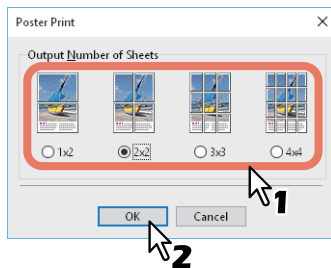 Poster Print
Output Number of Sheets
1x2 2x2 3x3 4x4
1
OK Cancel
2